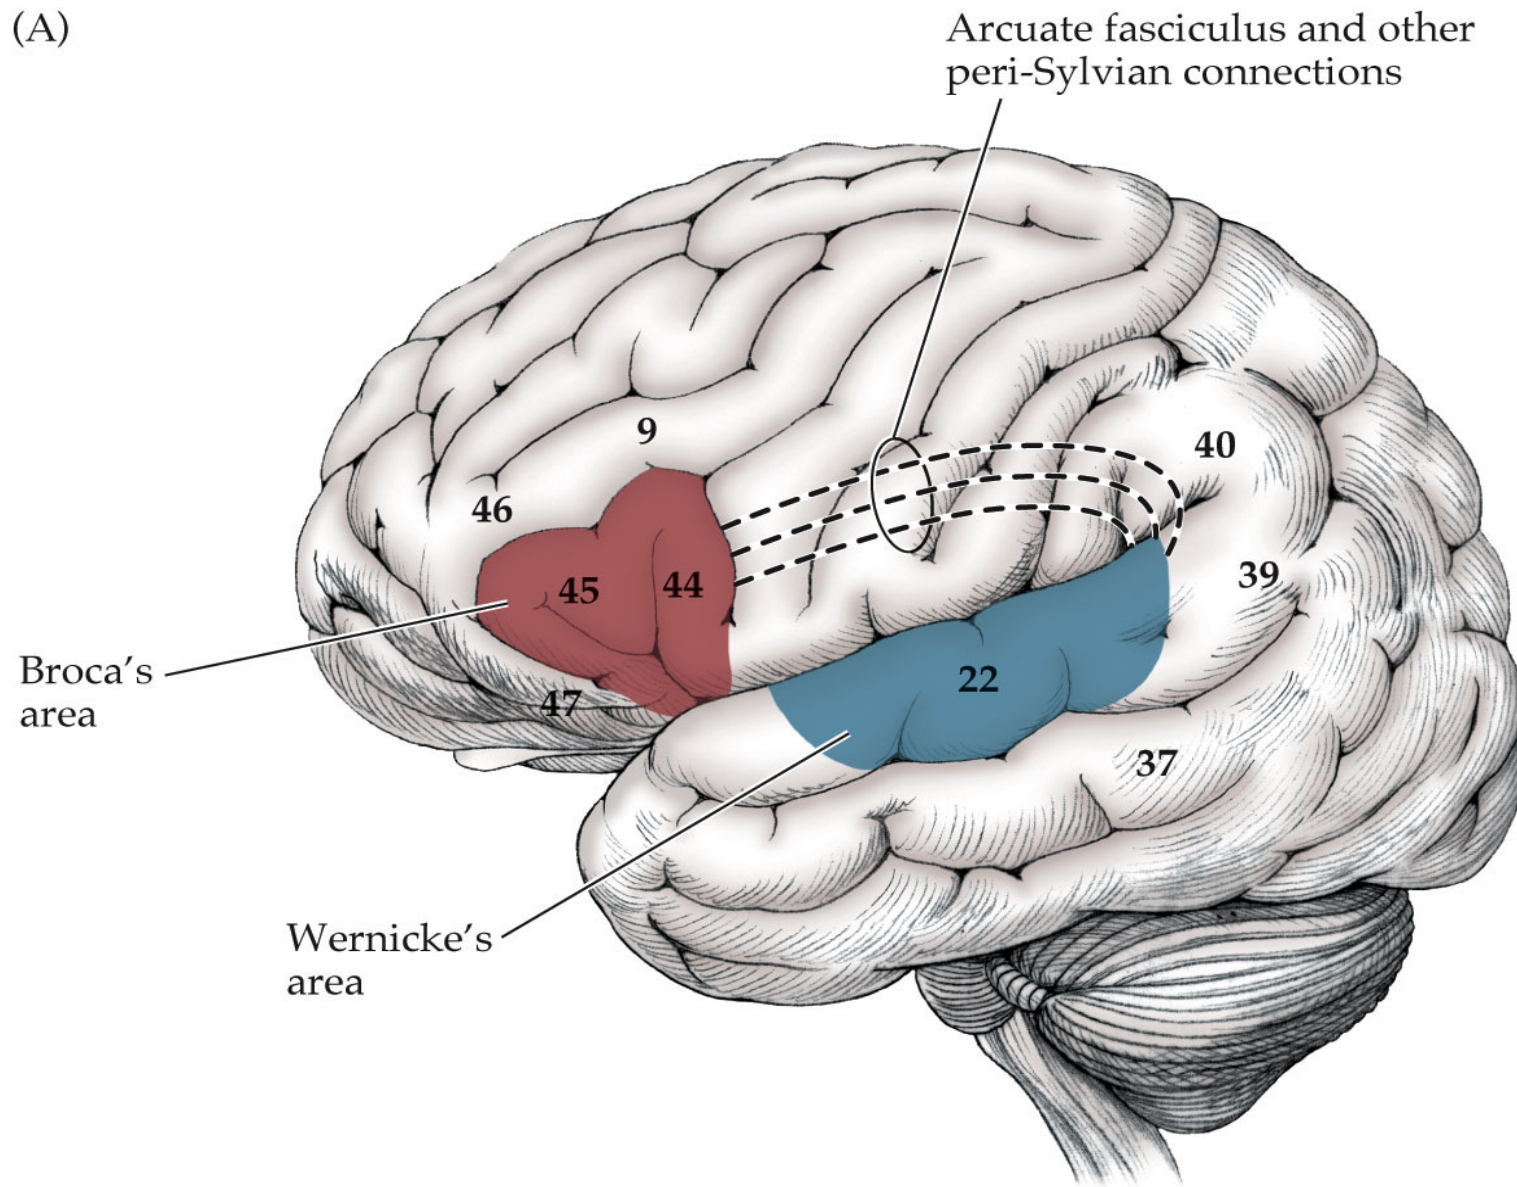 (A)
Arcuate fasciculus and other
peri-Sylvian connections
9
40
46
45
44
39
Broca's
area
47
22
37
Wernicke's
area